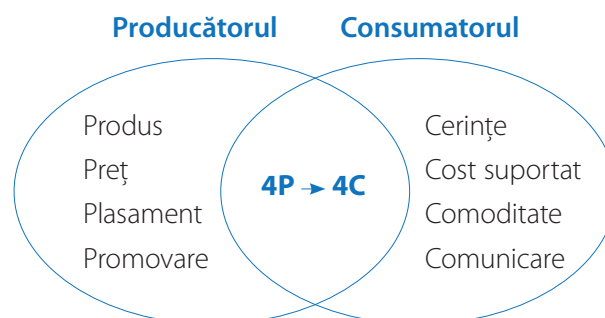 Producătorul
Consumatorul
Produs
Preț
Plasament
Promovare
4P → 4C
Cerințe
Cost suportat
Comoditate
Comunicare